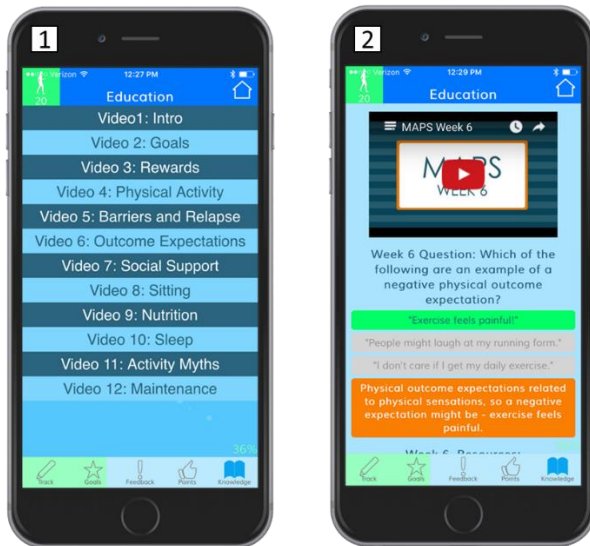 1
Verizon 12:27 PM
20
Education
Video1: Intro
Video 2: Goals
Video 3: Rewards
Video 4: Physical Activity
Video 5: Barriers and Relapse
Video 6: Outcome Expectations
Video 7: Social Support
Video 8: Sitting
Video 9: Nutrition
Video 10: Sleep
Video 11: Activity Myths
Video 12: Maintenance
36%
Track Goals Feedback Points Knowledge
2
Verizon 12:29 PM
20
Education
MAPS Week 6
MAPS
WEEK 6
Week 6 Question: Which of the
following are an example of a
negative physical outcome
expectation?
"Exercise feels painful!"
"People might laugh at my running form."
"I don't care if I get my daily exercise."
Physical outcome expectations related
to physical sensations, so a negative
expectation might be - exercise feels
painful.
Week 6 Resources:
Track Goals Feedback Points Knowledge